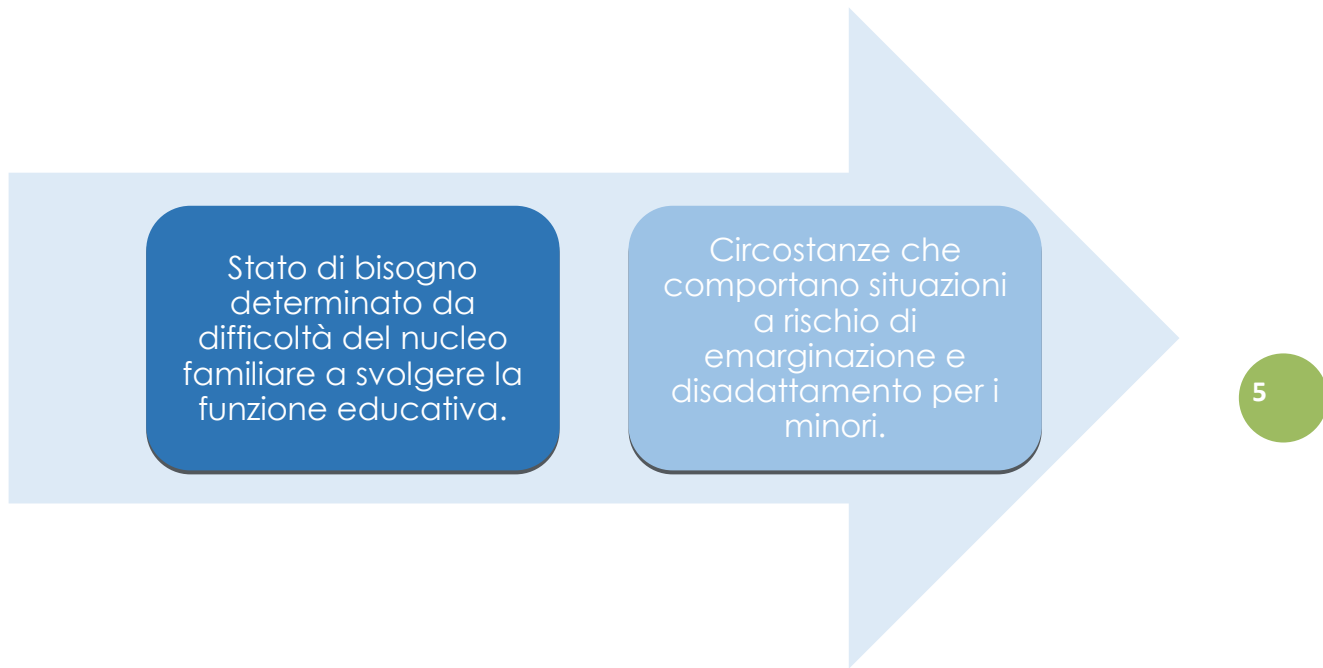 Stato di bisogno
determinato da
difficoltà del nucleo
familiare a svolgere la
funzione educativa.
Circostanze che
comportano situazioni
a rischio di
emarginazione e
disadattamento per i
minori.
5